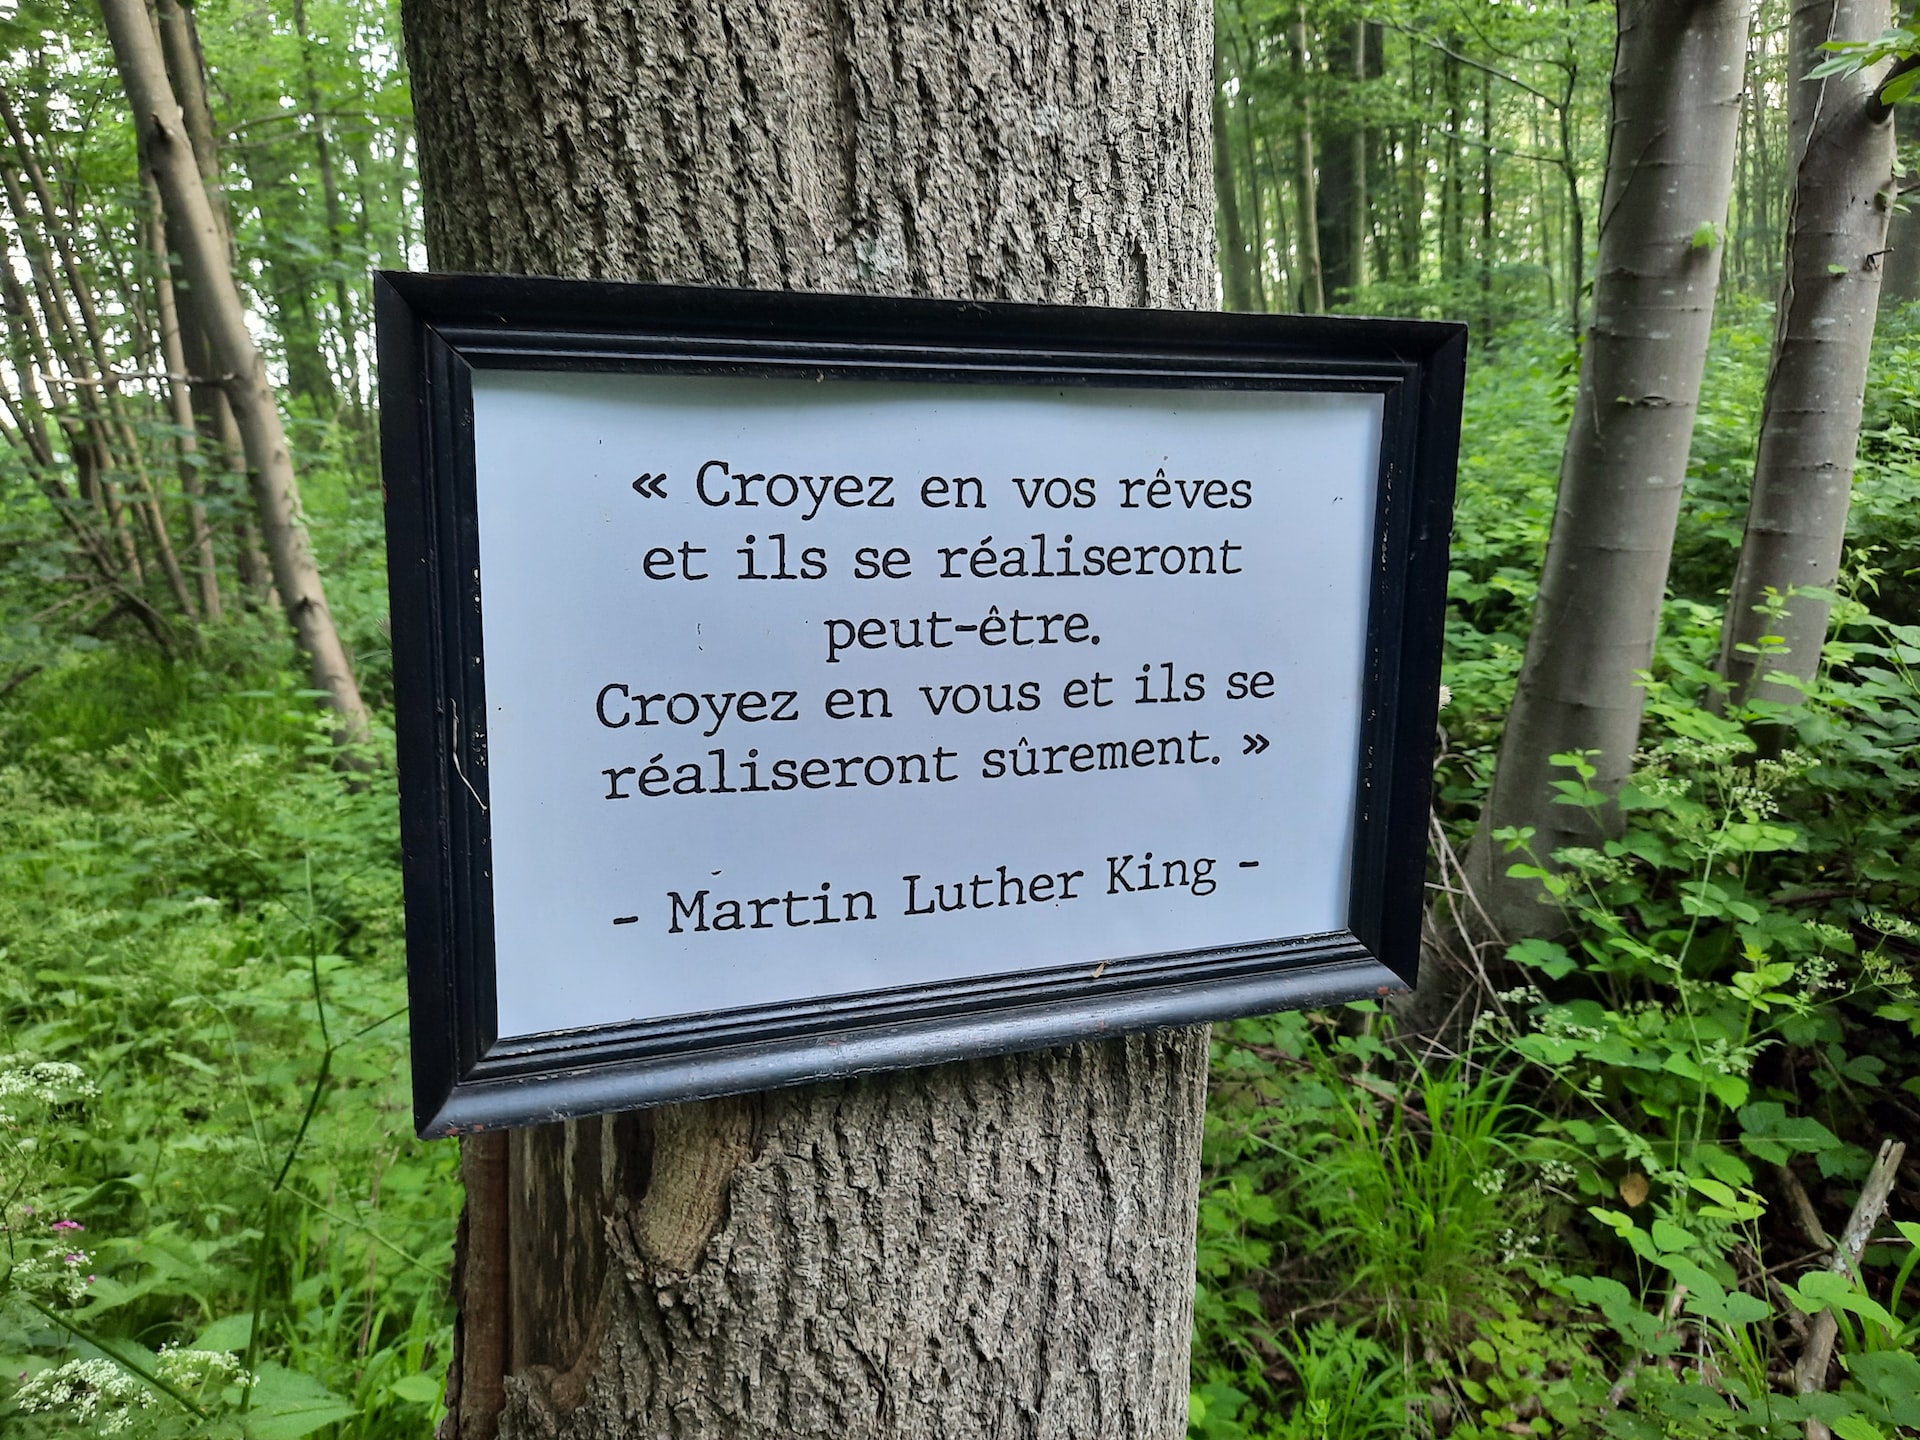 « Croyez en vos rêves
et ils se réaliseront
peut-être.
Croyez en vous et ils se
réaliseront sûrement. »
- Martin Luther King -